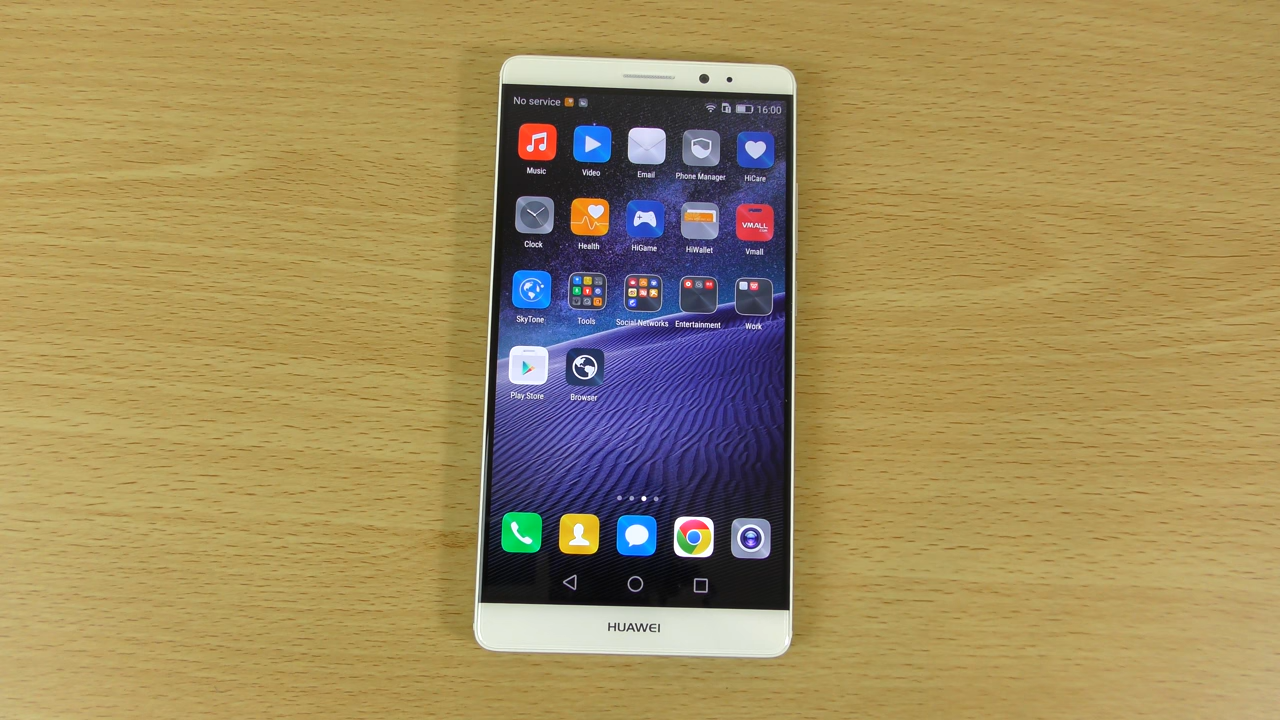 No service
16:00
Music
Video
Email
Phone Manager
HiCare
Clock
Health
HiGame
HiWallet
Vmall
VMALL
.COM
SkyTone
Tools
Social Networks
Entertainment
Work
Play Store
Browser
HUAWEI